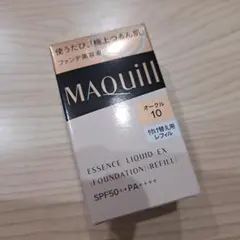 使うたび、「極上つるん肌」
ファンデ美容液
MAQuill
オークル
10
付け替え用
レフィル
ESSENCE LIQUID EX
(FOUNDATION)(REFILL)
SPF50+・PA++++